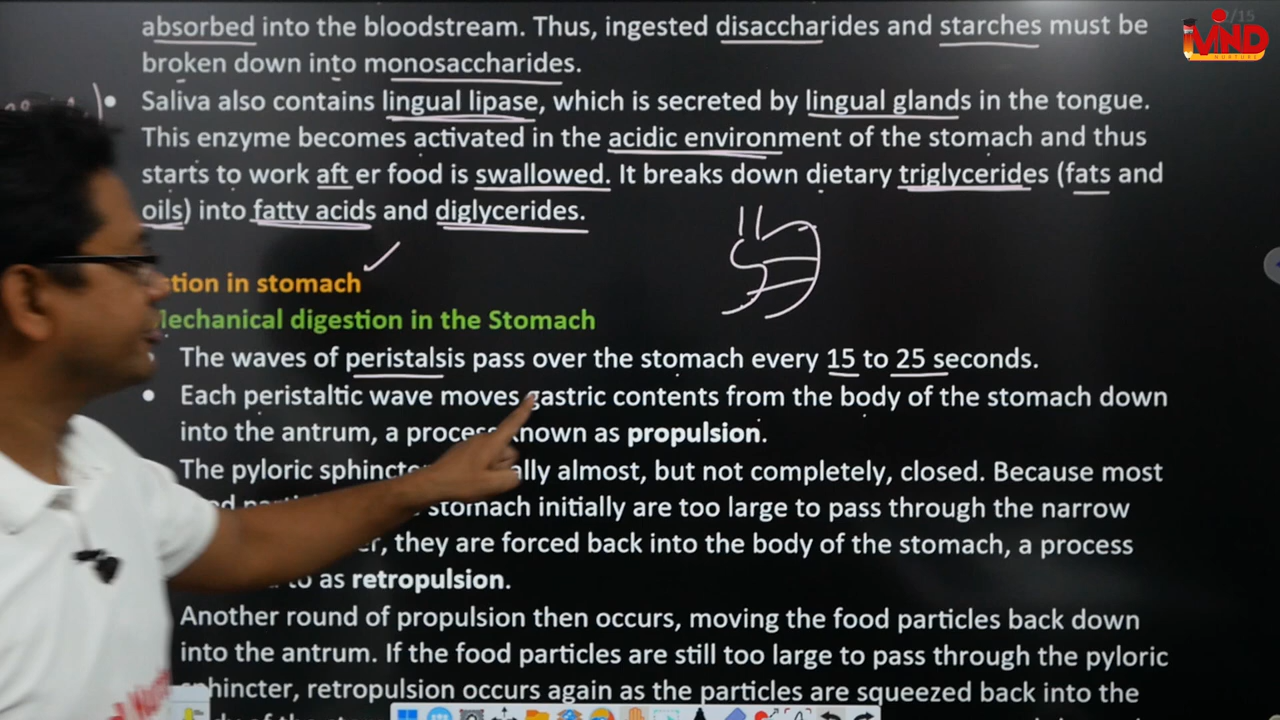 absorbed into the bloodstream. Thus, ingested disaccharides and starches must be
broken down into monosaccharides.
• Saliva also contains lingual lipase, which is secreted by lingual glands in the tongue.
This enzyme becomes activated in the acidic environment of the stomach and thus
starts to work aft er food is swallowed. It breaks down dietary triglycerides (fats and
oils) into fatty acids and diglycerides.
stion in stomach
Mechanical digestion in the Stomach
The waves of peristalsis pass over the stomach every 15 to 25 seconds.
• Each peristaltic wave moves gastric contents from the body of the stomach down
into the antrum, a process known as propulsion.
The pyloric sphincte ally almost, but not completely, closed. Because most
stomach initially are too large to pass through the narrow
er, they are forced back into the body of the stomach, a process
to as retropulsion.
Another round of propulsion then occurs, moving the food particles back down
into the antrum. If the food particles are still too large to pass through the pyloric
sphincter, retropulsion occurs again as the particles are squeezed back into the
/15
MIND
NURTURE